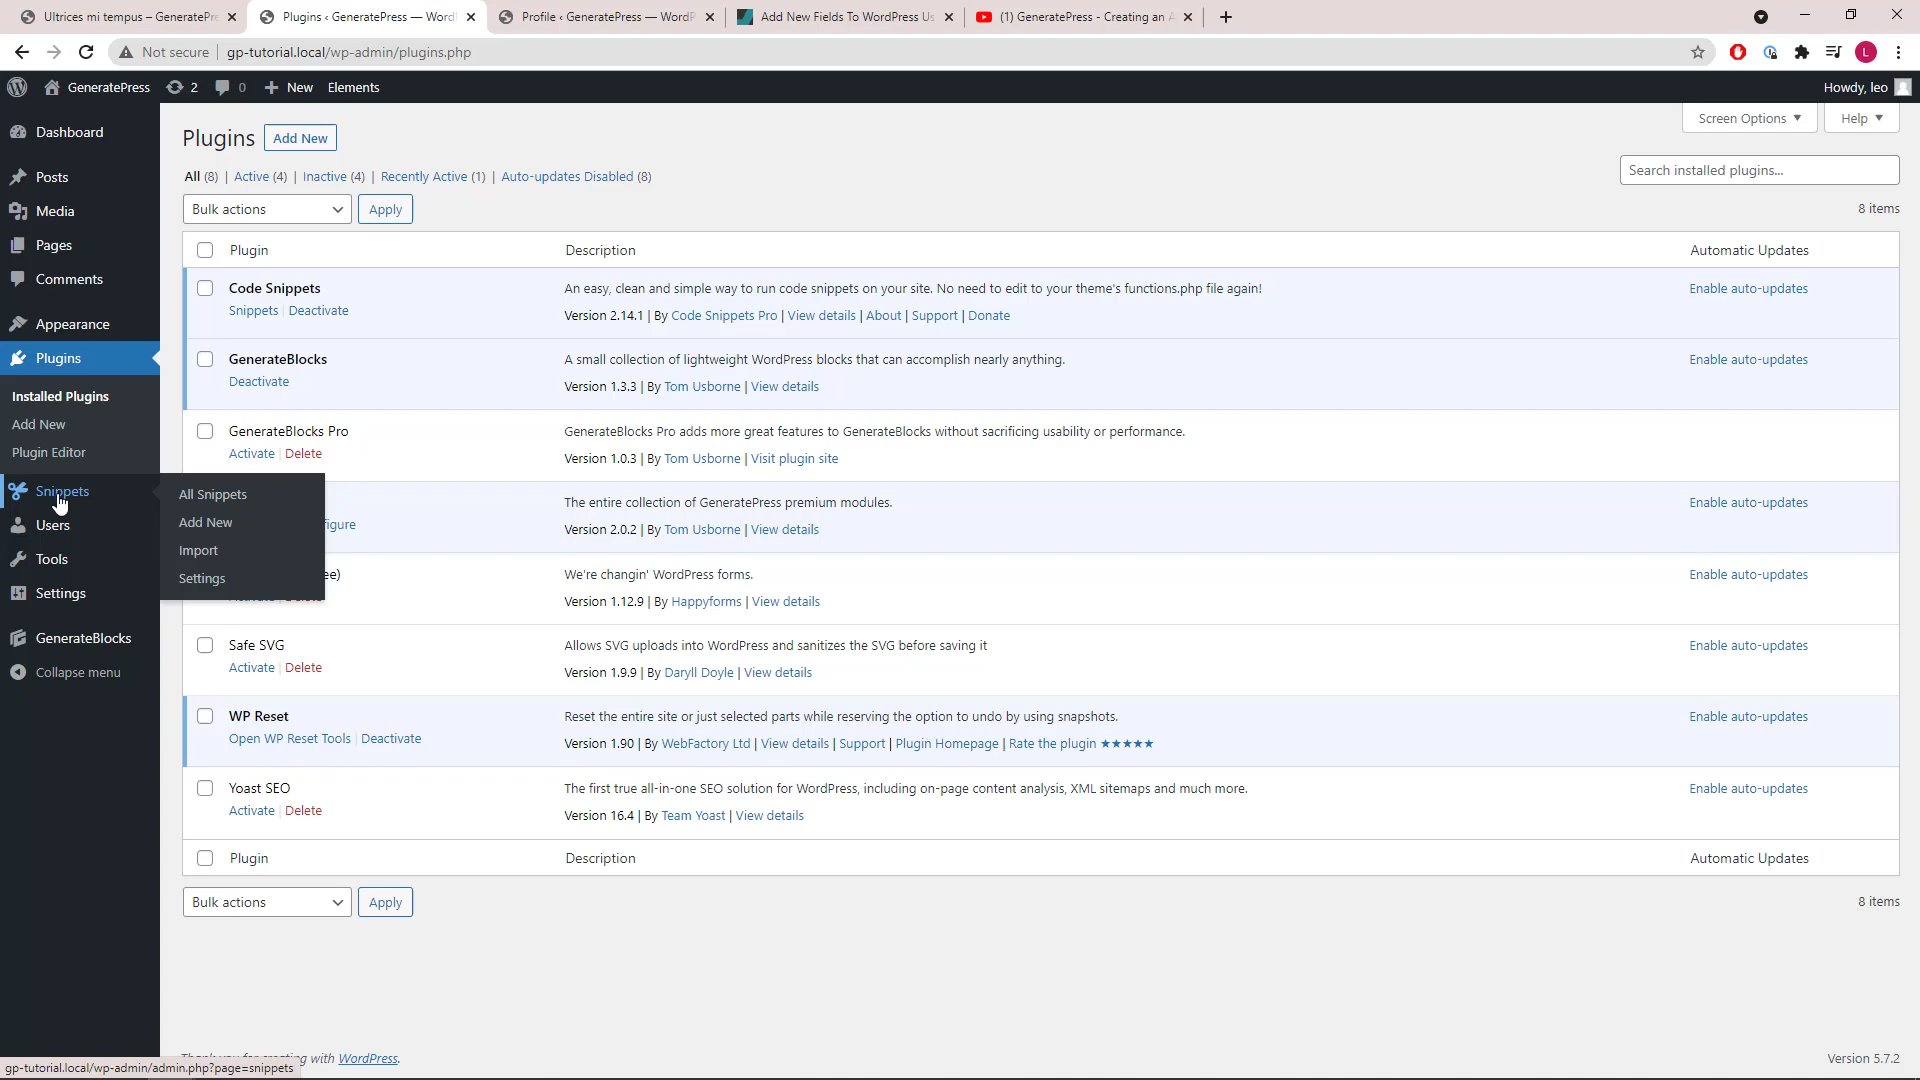 Ultrices mi tempus – GeneratePre
Plugins ‹ GeneratePress — Word
Profile ‹ GeneratePress — WordP
Add New Fields To WordPress Us
(1) GeneratePress - Creating an A
Not secure
gp-tutorial.local/wp-admin/plugins.php
L
GeneratePress
2
0
New
Elements
Howdy, leo
Dashboard
Posts
Media
Pages
Comments
Appearance
Plugins
Installed Plugins
Add New
Plugin Editor
Snippets
Users
Tools
Settings
GenerateBlocks
Collapse menu
All Snippets
Add New
Import
Settings
Screen Options
Help
Plugins
Add New
All (8) | Active (4) | Inactive (4) | Recently Active (1) | Auto-updates Disabled (8)
Search installed plugins...
Bulk actions
Apply
8 items
Plugin
Description
Automatic Updates
Code Snippets
Snippets | Deactivate
An easy, clean and simple way to run code snippets on your site. No need to edit to your theme's functions.php file again!
Version 2.14.1 | By Code Snippets Pro | View details | About | Support | Donate
Enable auto-updates
GenerateBlocks
Deactivate
A small collection of lightweight WordPress blocks that can accomplish nearly anything.
Version 1.3.3 | By Tom Usborne | View details
Enable auto-updates
GenerateBlocks Pro
Activate | Delete
GenerateBlocks Pro adds more great features to GenerateBlocks without sacrificing usability or performance.
Version 1.0.3 | By Tom Usborne | Visit plugin site
figure
The entire collection of GeneratePress premium modules.
Version 2.0.2 | By Tom Usborne | View details
Enable auto-updates
ee)
We're changin' WordPress forms.
Version 1.12.9 | By Happyforms | View details
Enable auto-updates
Safe SVG
Activate | Delete
Allows SVG uploads into WordPress and sanitizes the SVG before saving it
Version 1.9.9 | By Daryll Doyle | View details
Enable auto-updates
WP Reset
Open WP Reset Tools | Deactivate
Reset the entire site or just selected parts while reserving the option to undo by using snapshots.
Version 1.90 | By WebFactory Ltd | View details | Support | Plugin Homepage | Rate the plugin ★★★★★
Enable auto-updates
Yoast SEO
Activate | Delete
The first true all-in-one SEO solution for WordPress, including on-page content analysis, XML sitemaps and much more.
Version 16.4 | By Team Yoast | View details
Enable auto-updates
Plugin
Description
Automatic Updates
Bulk actions
Apply
8 items
with WordPress.
Version 5.7.2
gp-tutorial.local/wp-admin/admin.php?page=snippets